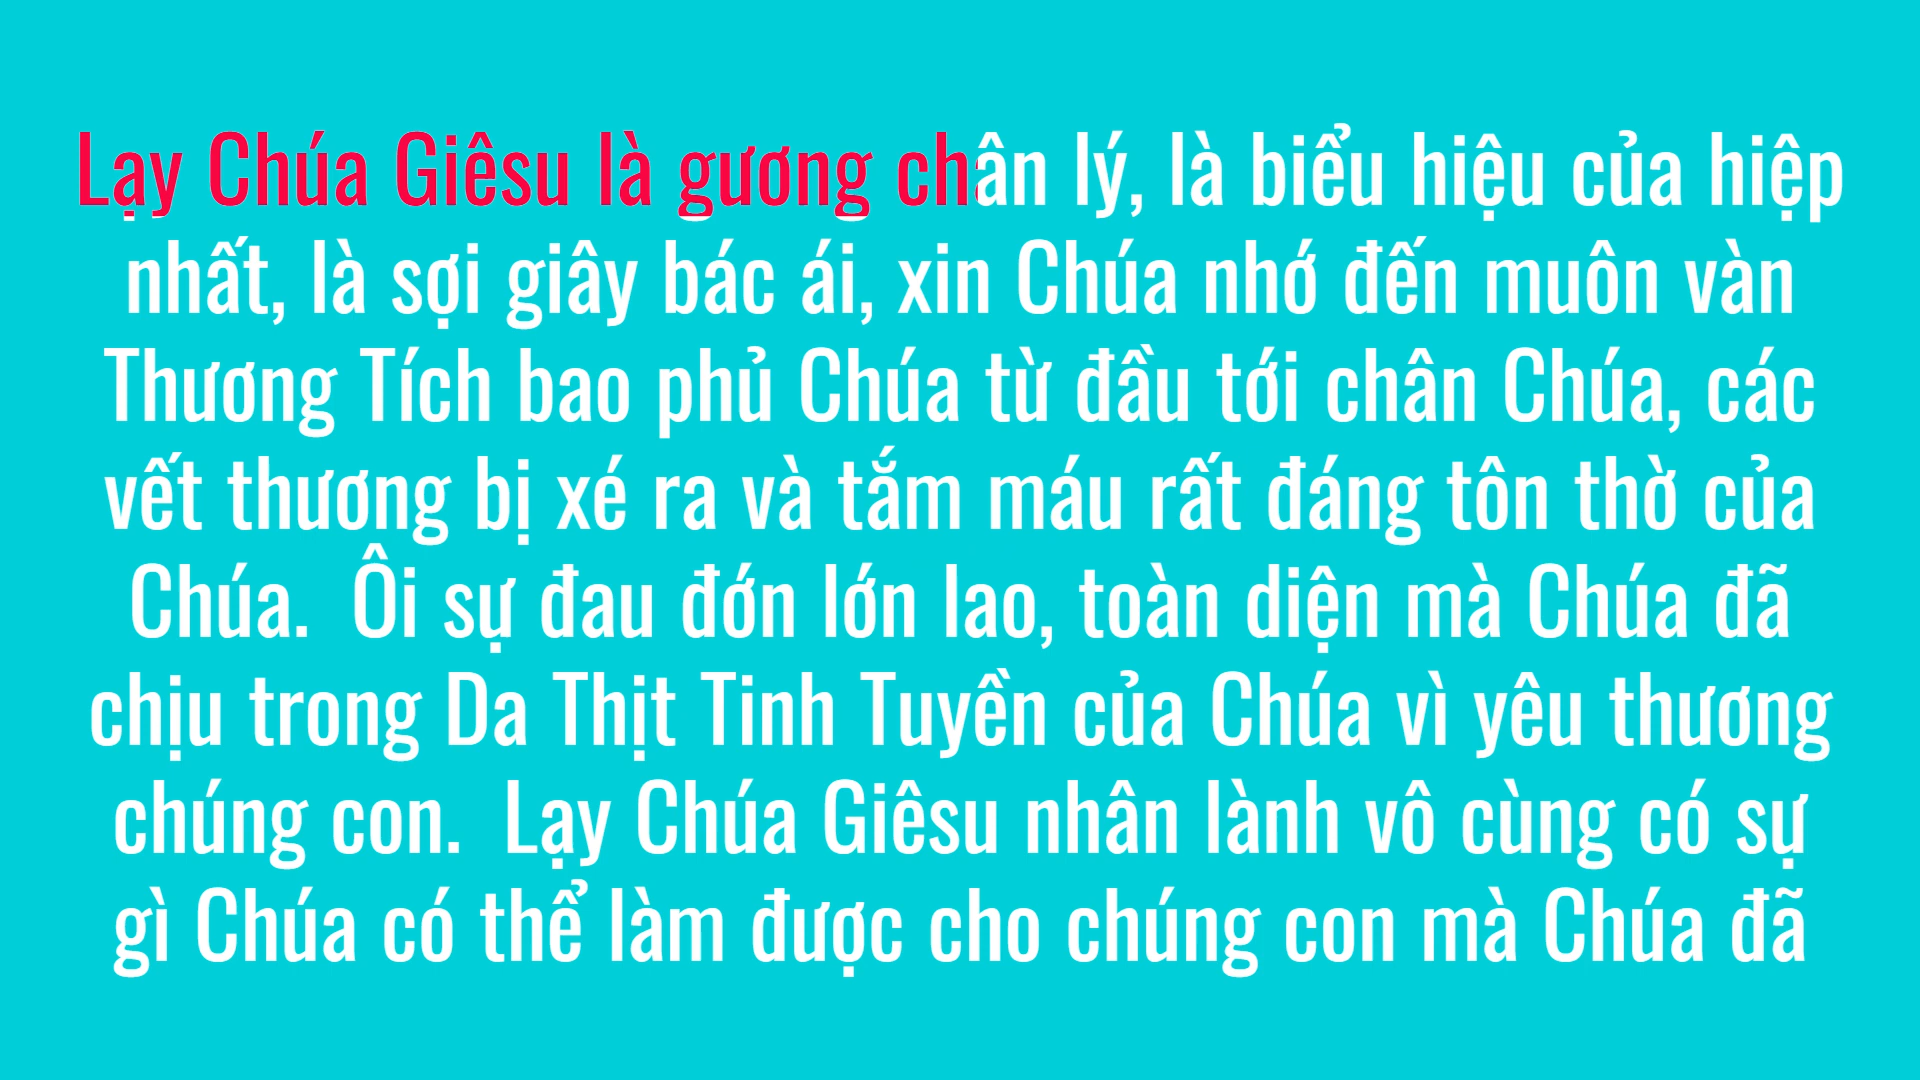 Lạy Chúa Giêsu là gương chân lý, là biểu hiệu của hiệp
nhất, là sợi giây bác ái, xin Chúa nhớ đến muôn vàn
Thương Tích bao phủ Chúa từ đầu tới chân Chúa, các
vết thương bị xé ra và tắm máu rất đáng tôn thờ của
Chúa.  Ôi sự đau đớn lớn lao, toàn diện mà Chúa đã
chịu trong Da Thịt Tinh Tuyền của Chúa vì yêu thương
chúng con.  Lạy Chúa Giêsu nhân lành vô cùng có sự
gì Chúa có thể làm được cho chúng con mà Chúa đã